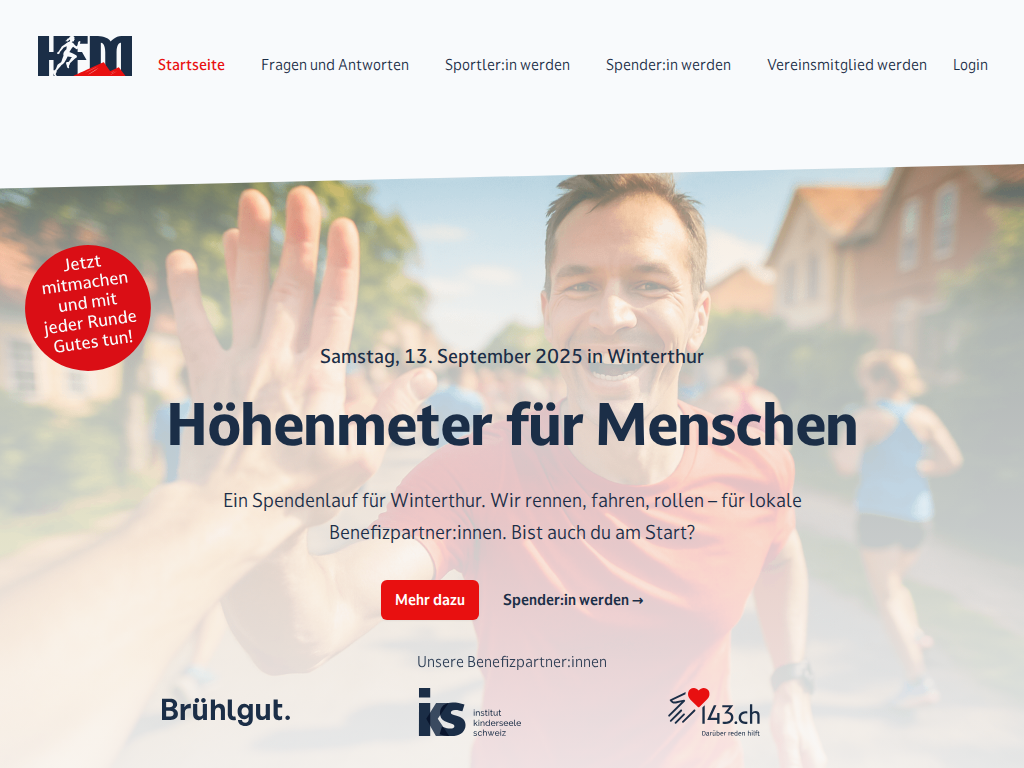 HFM
Startseite
Fragen und Antworten
Sportler:in werden
Spender:in werden
Vereinsmitglied werden
Login
Jetzt
mitmachen
und mit
jeder Runde
Gutes tun!
Samstag, 13. September 2025 in Winterthur
Höhenmeter für Menschen
Ein Spendenlauf für Winterthur. Wir rennen, fahren, rollen – für lokale
Benefizpartner:innen. Bist auch du am Start?
Mehr dazu
Spender:in werden →
Unsere Benefizpartner:innen
Brühlgut.
iks
institut
kinderseele
schweiz
143.ch
Darüber reden hilft